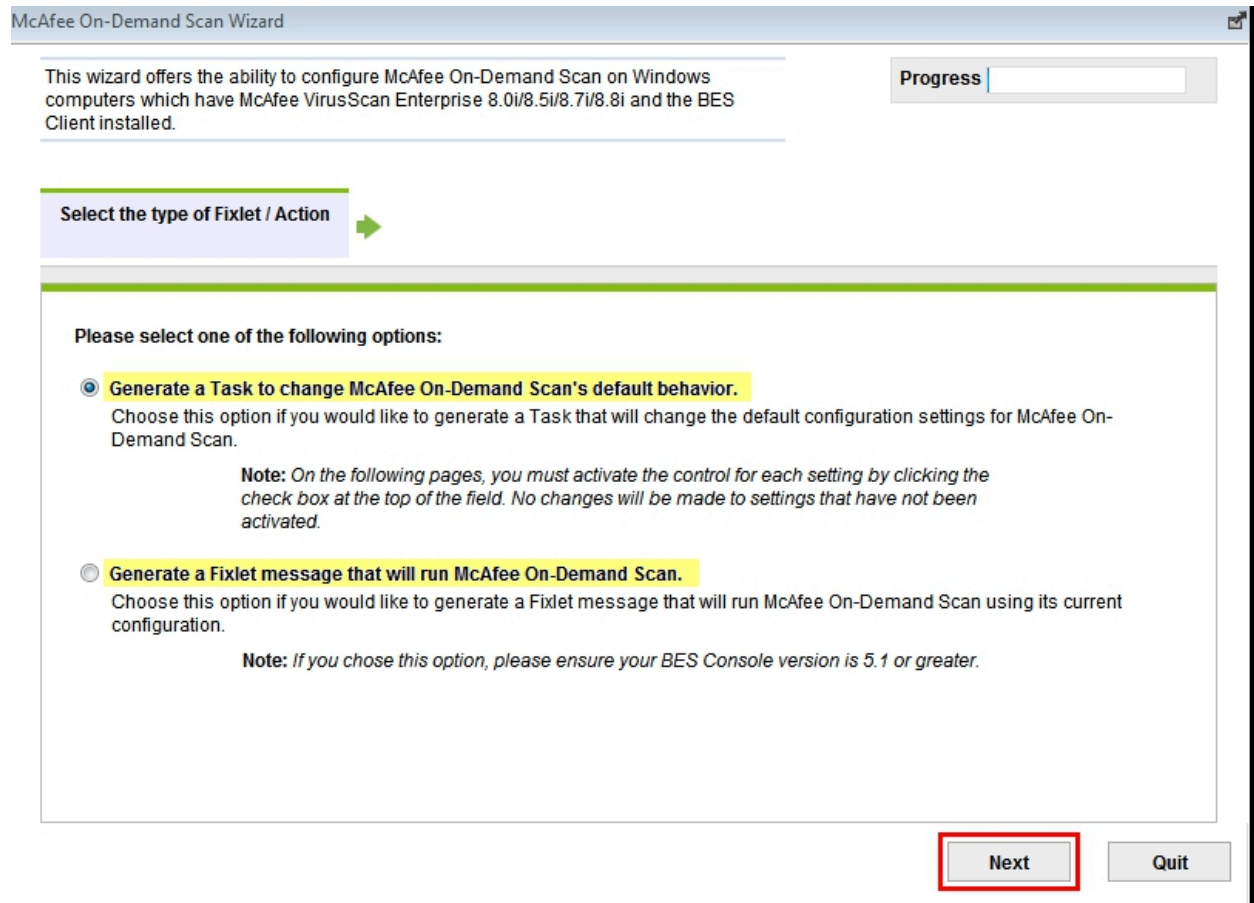 McAfee On-Demand Scan Wizard
This wizard offers the ability to configure McAfee On-Demand Scan on Windows
computers which have McAfee VirusScan Enterprise 8.0i/8.5i/8.7i/8.8i and the BES
Client installed.
Progress
Select the type of Fixlet / Action
Please select one of the following options:
Generate a Task to change McAfee On-Demand Scan's default behavior.
Choose this option if you would like to generate a Task that will change the default configuration settings for McAfee On-
Demand Scan.
Note: On the following pages, you must activate the control for each setting by clicking the
check box at the top of the field. No changes will be made to settings that have not been
activated.
Generate a Fixlet message that will run McAfee On-Demand Scan.
Choose this option if you would like to generate a Fixlet message that will run McAfee On-Demand Scan using its current
configuration.
Note: If you chose this option, please ensure your BES Console version is 5.1 or greater.
Next
Quit